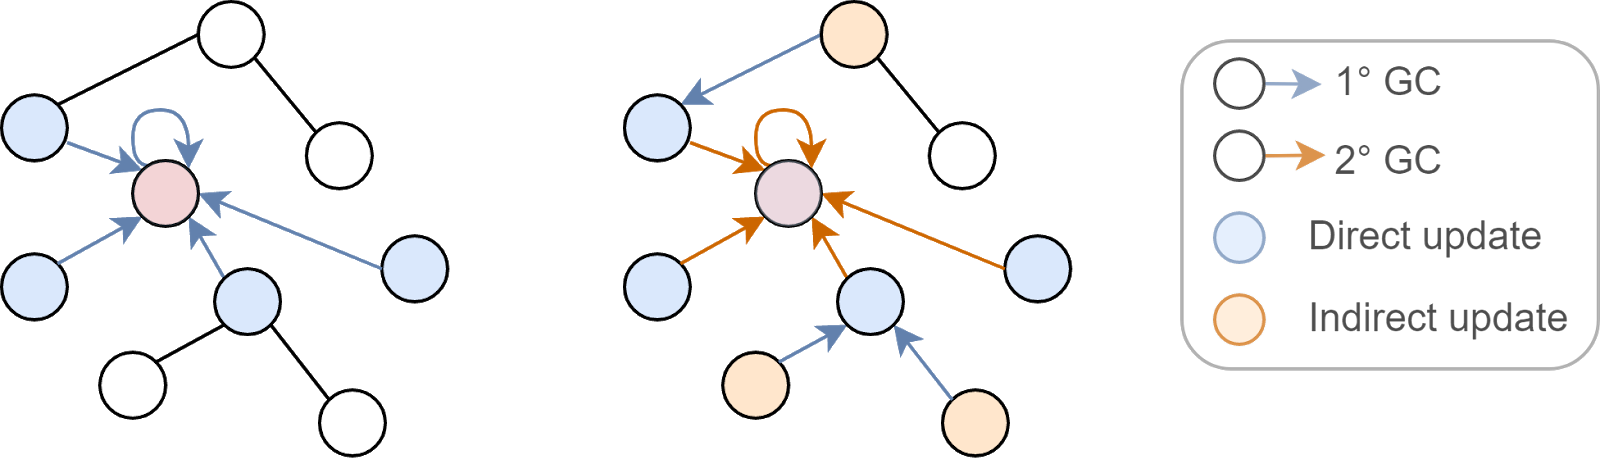 1° GC
2° GC
Direct update
Indirect update